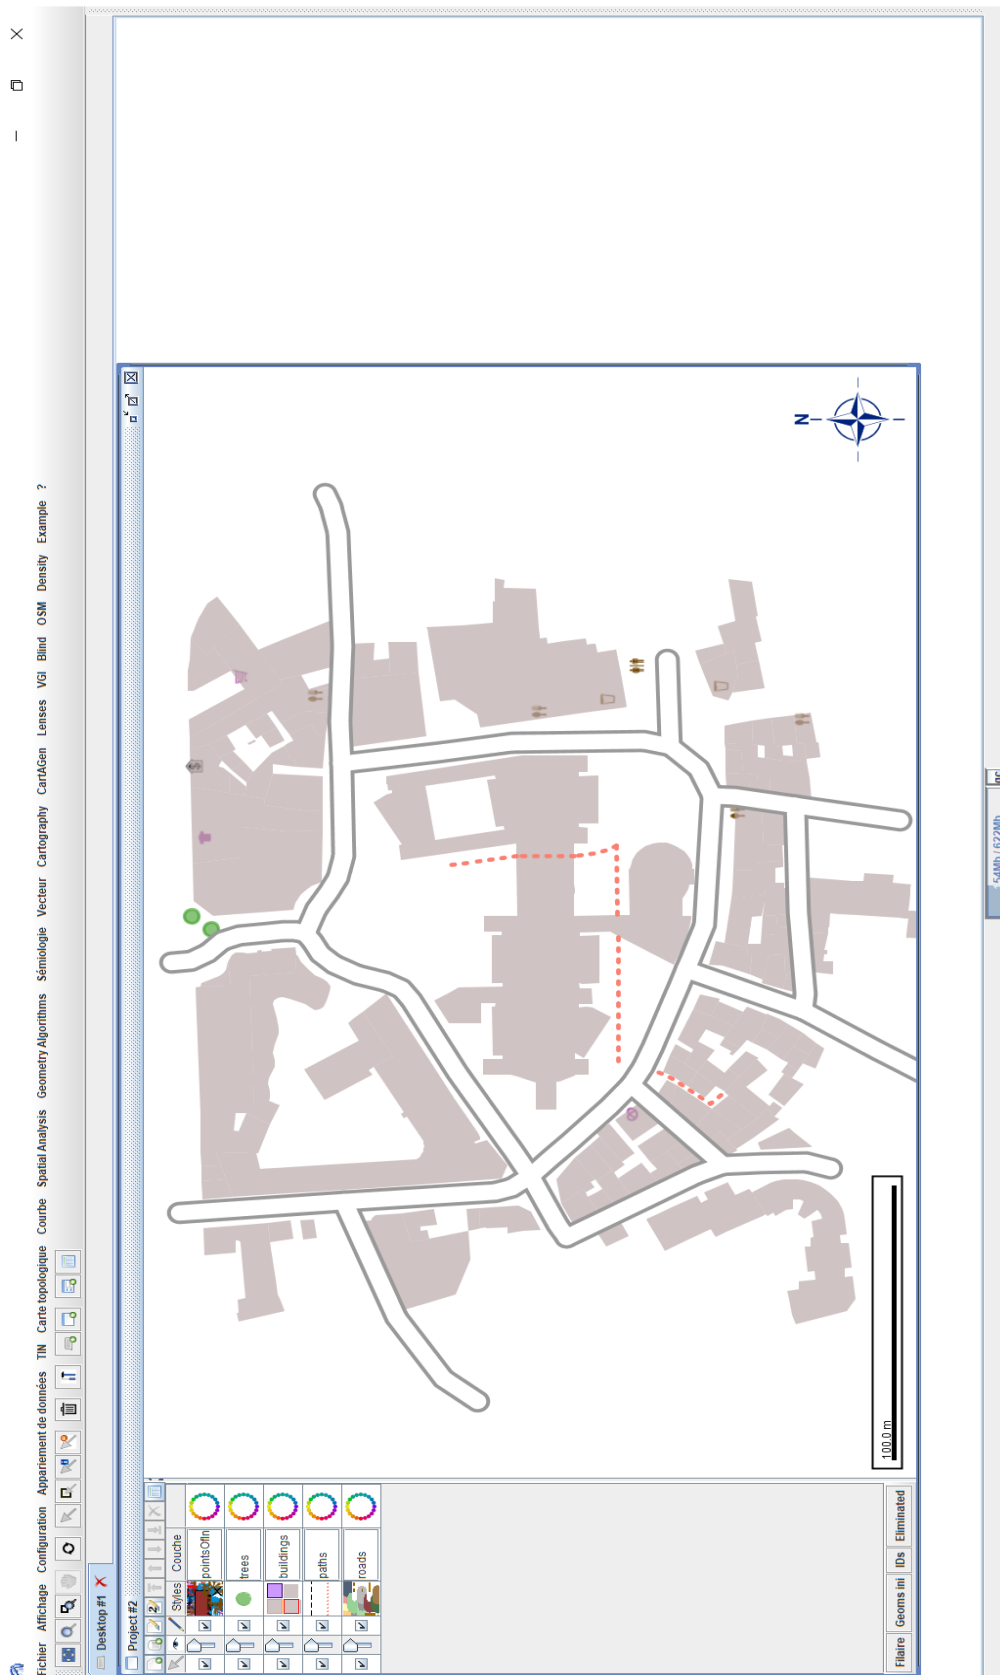 Fichier Affichage Configuration Appariement de données TIN Carte topologique Courbe Spatial Analysis Geometry Algorithms Sémiologie Vecteur Cartography CartAGen Lenses VGI Blind OSM Density Example ?
Desktop #1
Project #2
Styles Couche
pointsOfIn
trees
buildings
paths
roads
N
100.0 m
Filaire Geoms ini IDs Eliminated
54Mb / 622Mb